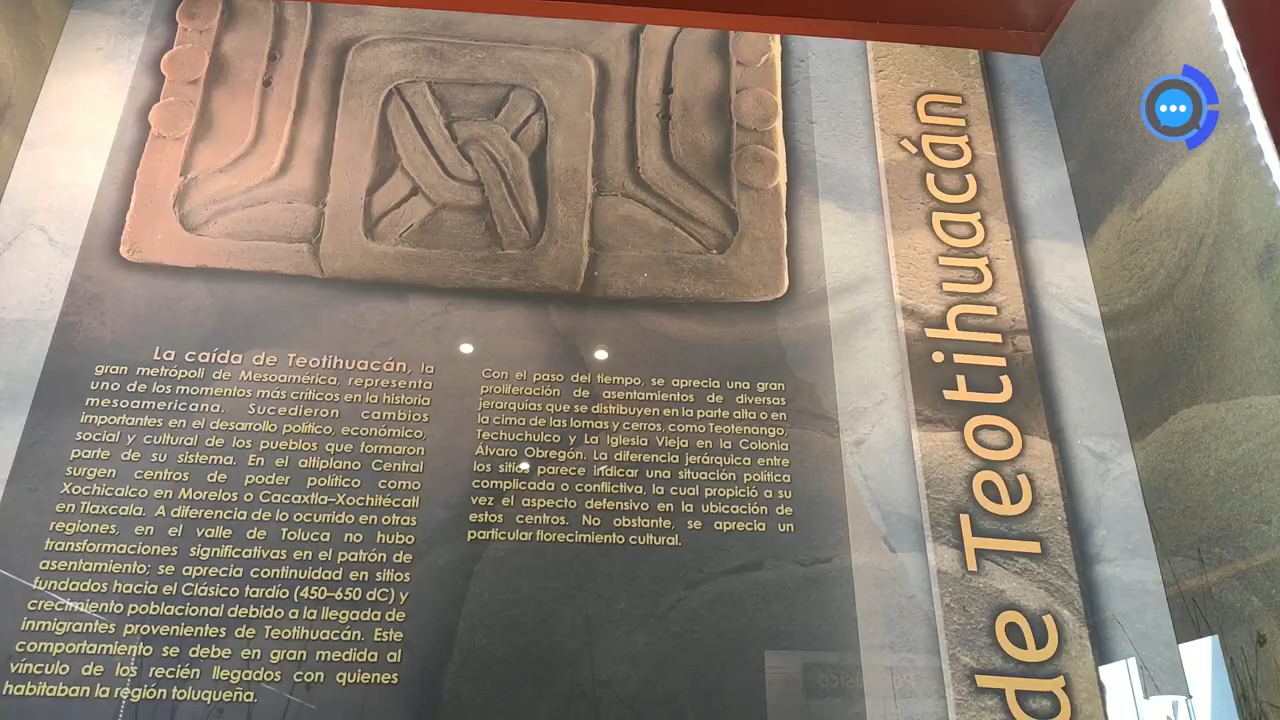 La caída de Teotihuacán, la
gran metrópoli de Mesoamérica, representa
uno de los momentos más críticos en la historia
mesoamericana. Sucedieron cambios
importantes en el desarrollo político, económico,
social y cultural de los pueblos que formaron
parte de su sistema. En el altiplano Central
surgen centros de poder político como
Xochicalco en Morelos o Cacaxtla–Xochitécatl
en Tlaxcala. A diferencia de lo ocurrido en otras
regiones, en el valle de Toluca no hubo
transformaciones significativas en el patrón de
asentamiento; se aprecia continuidad en sitios
fundados hacia el Clásico tardío (450–650 dC) y
crecimiento poblacional debido a la llegada de
inmigrantes provenientes de Teotihuacán. Este
comportamiento se debe en gran medida al
vínculo de los recién llegados con quienes
habitaban la región toluqueña.
Con el paso del tiempo, se aprecia una gran
proliferación de asentamientos de diversas
jerarquías que se distribuyen en la parte alta o en
la cima de las lomas y cerros, como Teotenango,
Techuchulco y La Iglesia Vieja en la Colonia
Álvaro Obregón. La diferencia jerárquica entre
los sitios parece indicar una situación política
complicada o conflictiva, la cual propició a su
vez el aspecto defensivo en la ubicación de
estos centros. No obstante, se aprecia un
particular florecimiento cultural.
de Teotihuacán